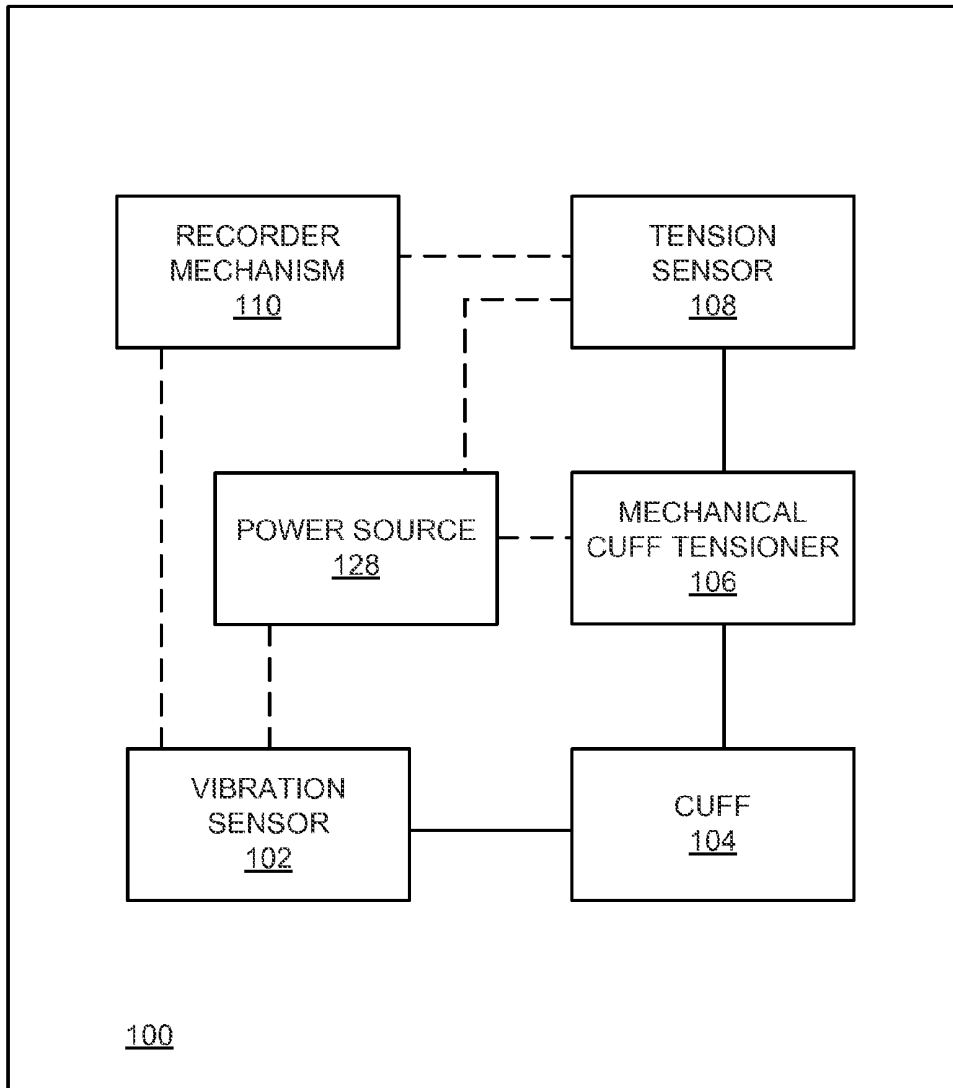 RECORDER
MECHANISM
110
TENSION
SENSOR
108
POWER SOURCE
128
MECHANICAL
CUFF TENSIONER
106
VIBRATION
SENSOR
102
CUFF
104
100